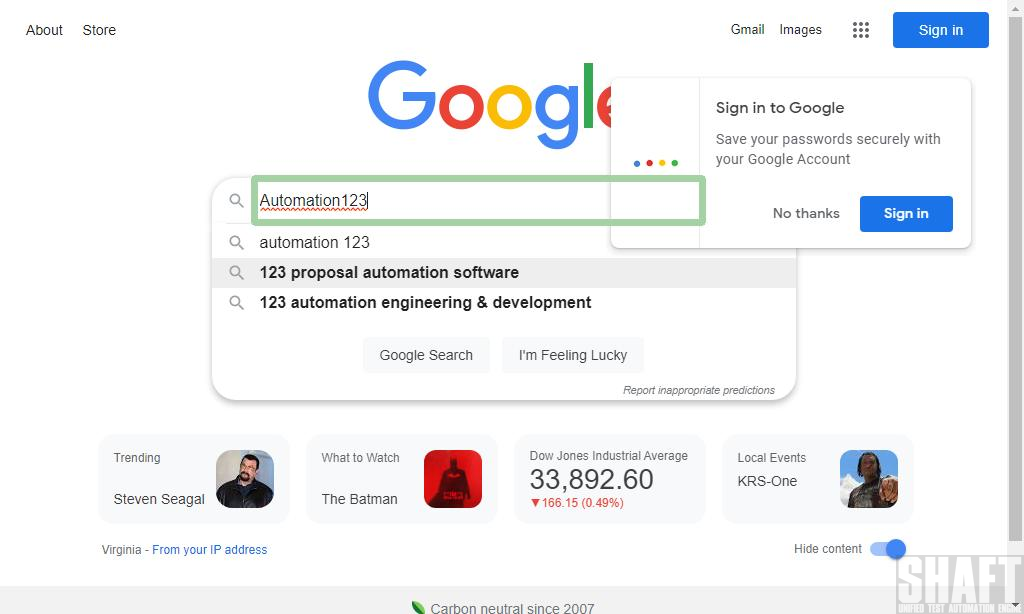 About Store Gmail Images Sign in
Google
Sign in to Google
Save your passwords securely with
your Google Account
No thanks Sign in
Automation123
automation 123
123 proposal automation software
123 automation engineering & development
Google Search I'm Feeling Lucky
Report inappropriate predictions
Trending
Steven Seagal
What to Watch
The Batman
Dow Jones Industrial Average
33,892.60
▼166.15 (0.49%)
Local Events
KRS-One
Virginia - From your IP address
Hide content
Carbon neutral since 2007
SHAFT
UNIFIED TEST AUTOMATION